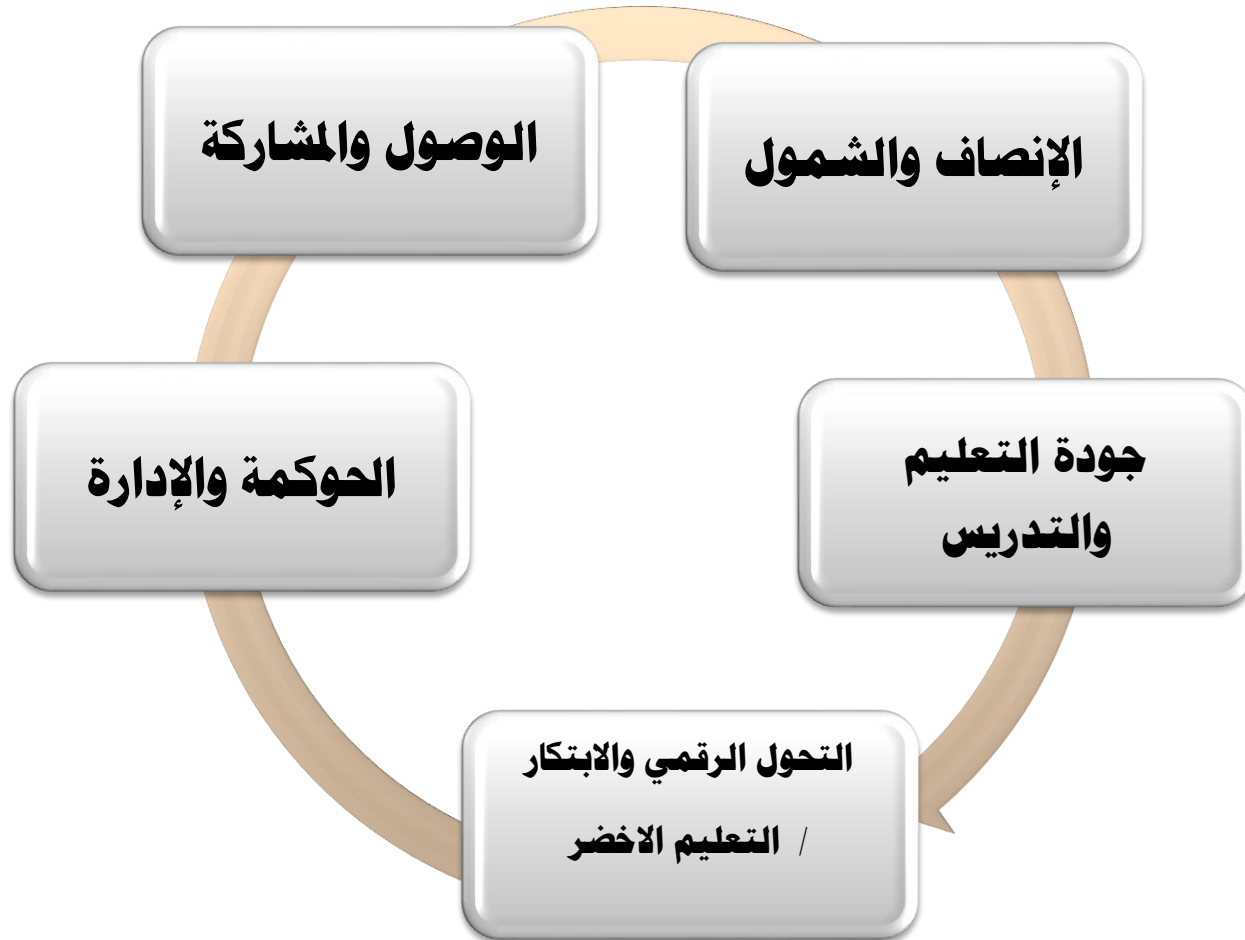 الإنصاف والشمول
الوصول والمشاركة
جودة التعليم
والتدريس
الحوكمة والإدارة
التحول الرقمي والابتكار
/ التعليم الاخضر